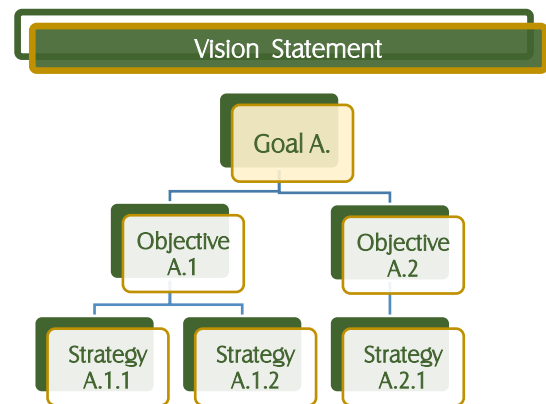 Vision Statement
Goal A.
Objective
A.1
Objective
A.2
Strategy
A.1.1
Strategy
A.1.2
Strategy
A.2.1